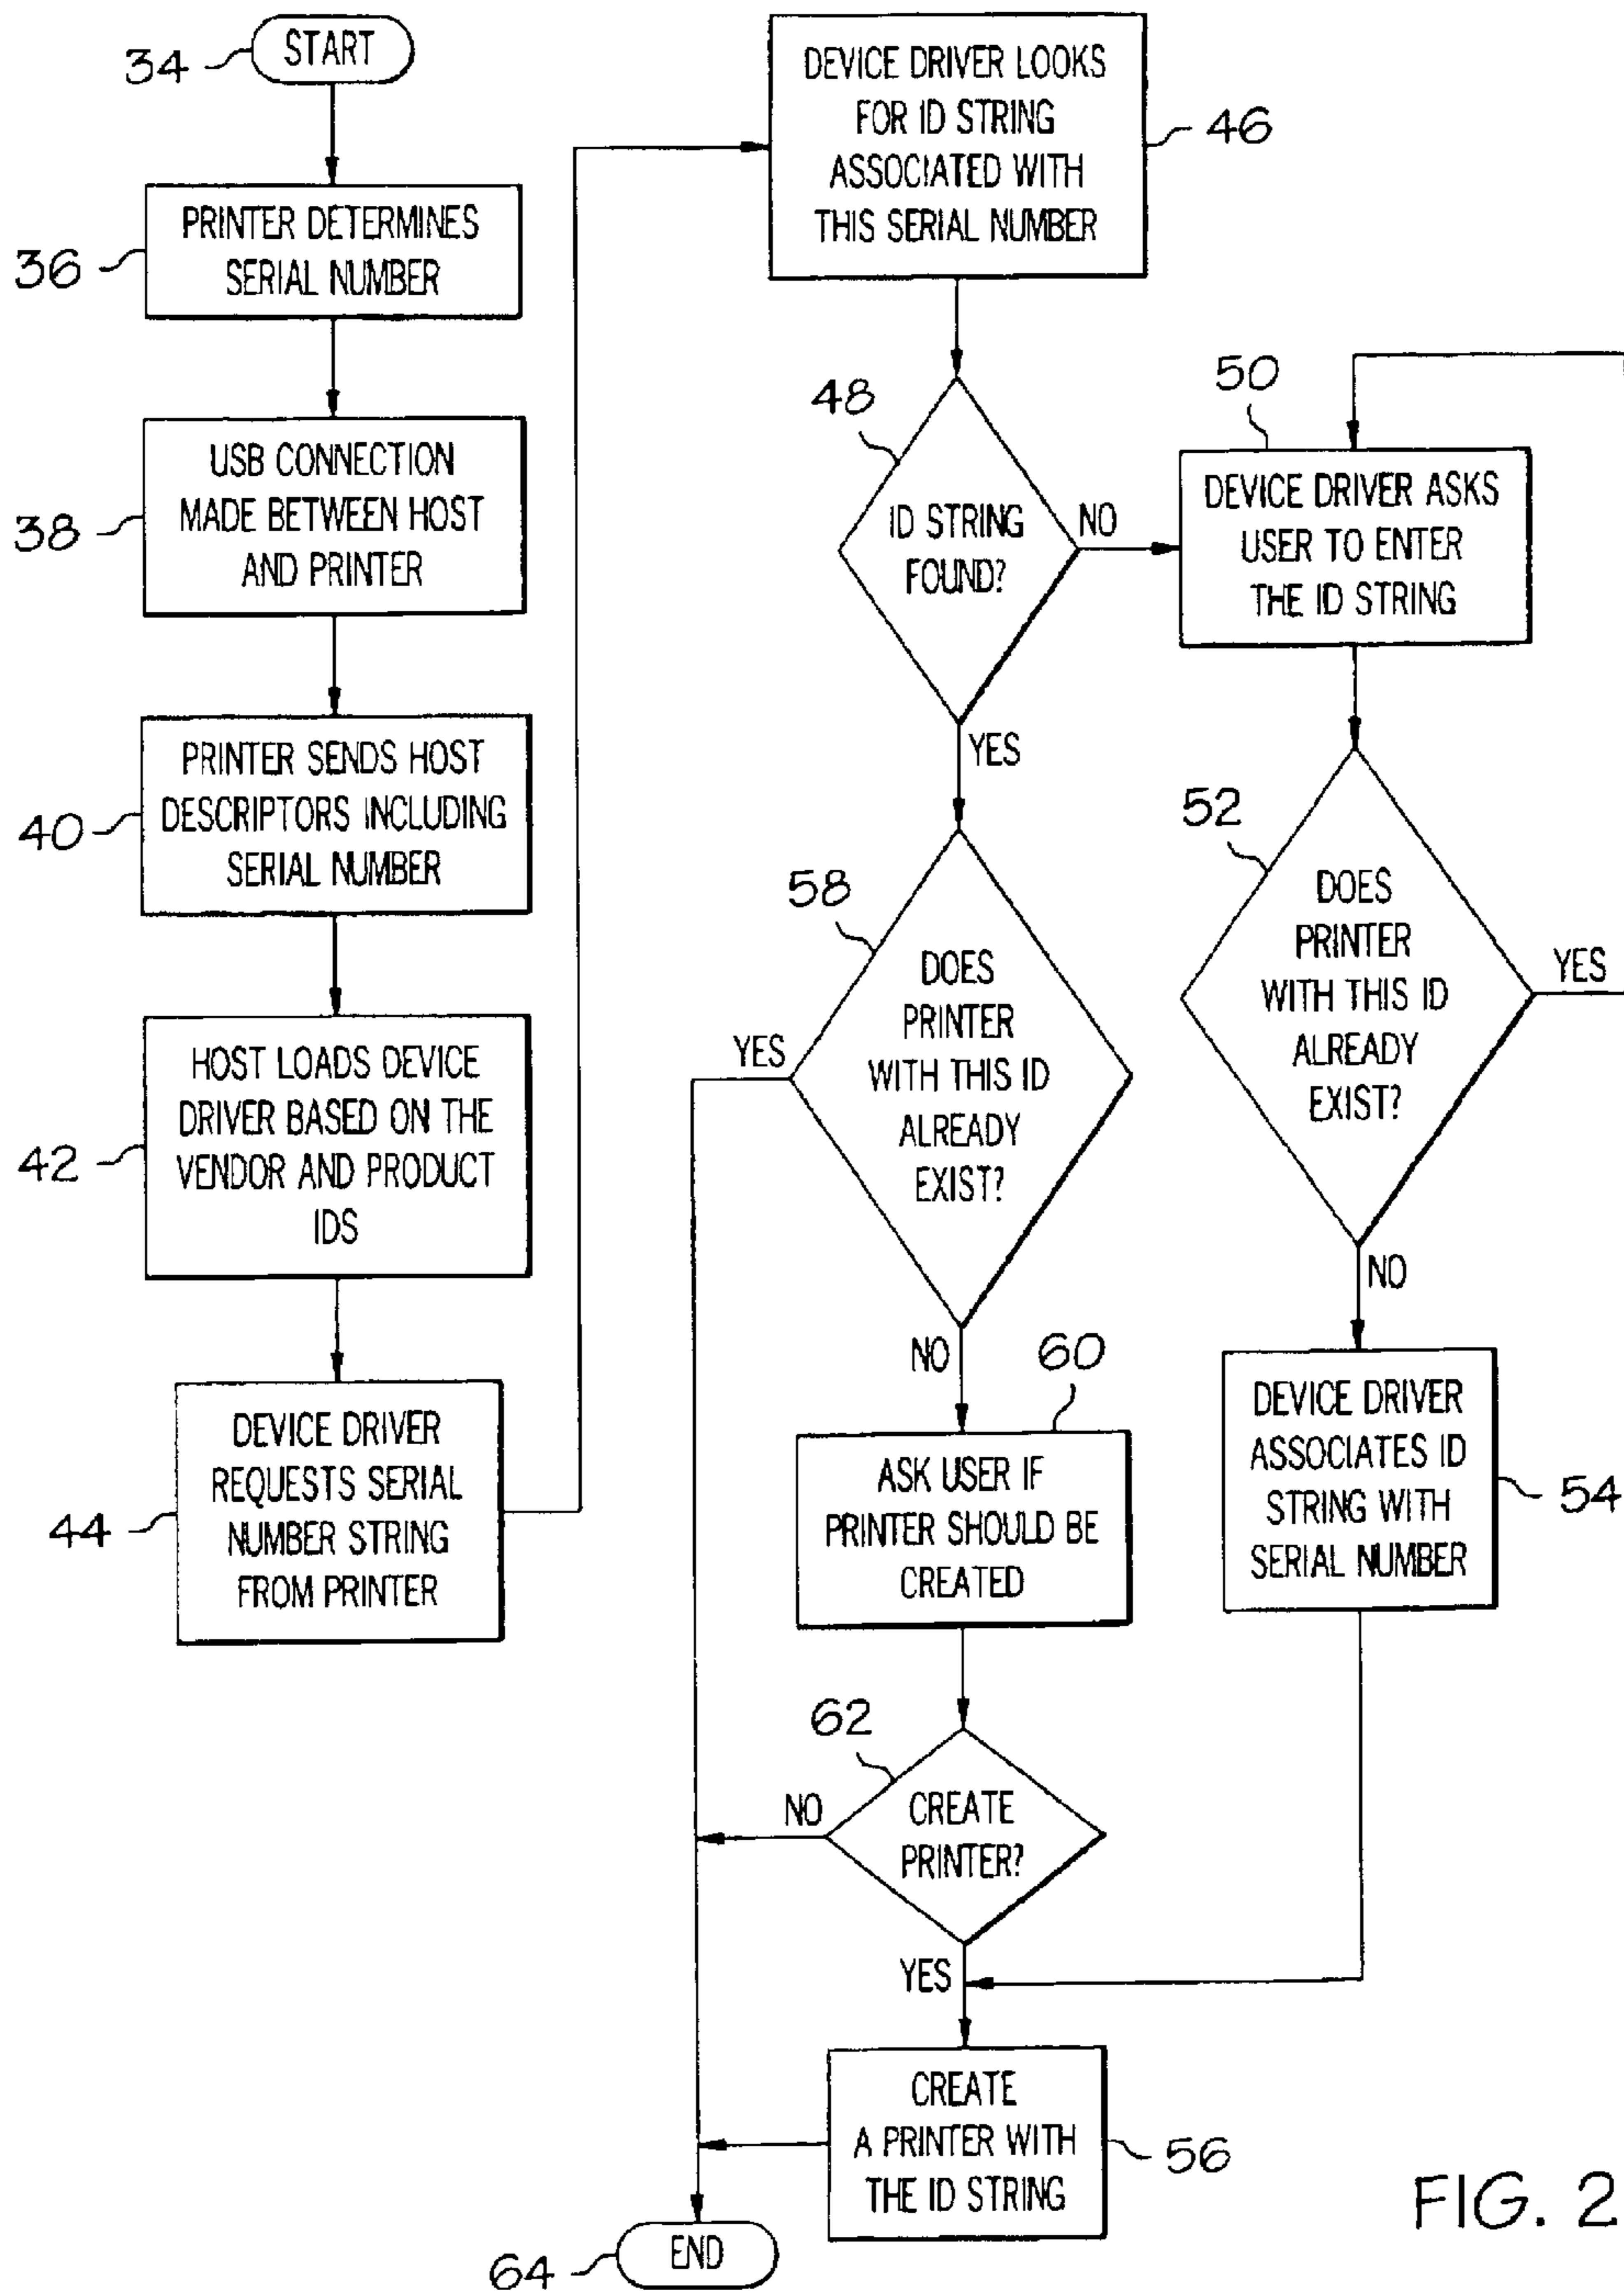 34
START
36
PRINTER DETERMINES
SERIAL NUMBER
38
USB CONNECTION
MADE BETWEEN HOST
AND PRINTER
40
PRINTER SENDS HOST
DESCRIPTORS INCLUDING
SERIAL NUMBER
42
HOST LOADS DEVICE
DRIVER BASED ON THE
VENDOR AND PRODUCT
IDS
44
DEVICE DRIVER
REQUESTS SERIAL
NUMBER STRING
FROM PRINTER
DEVICE DRIVER LOOKS
FOR ID STRING
ASSOCIATED WITH
THIS SERIAL NUMBER
46
48
ID STRING
FOUND?
NO
YES
50
DEVICE DRIVER ASKS
USER TO ENTER
THE ID STRING
52
DOES
PRINTER
WITH THIS ID
ALREADY
EXIST?
YES
NO
DEVICE DRIVER
ASSOCIATES ID
STRING WITH
SERIAL NUMBER
54
58
DOES
PRINTER
WITH THIS ID
ALREADY
EXIST?
YES
NO
60
ASK USER IF
PRINTER SHOULD BE
CREATED
62
CREATE
PRINTER?
NO
YES
CREATE
A PRINTER WITH
THE ID STRING
56
64
END
FIG. 2